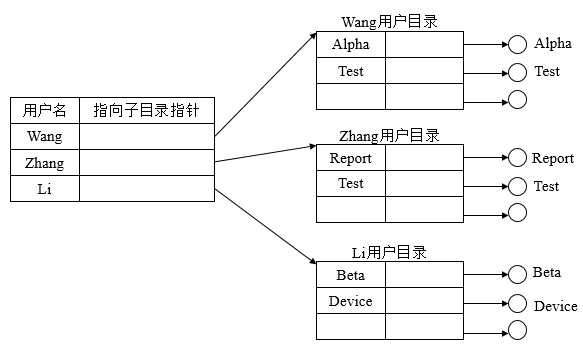 用户名 指向子目录指针
Wang
Zhang
Li
Wang用户目录
Alpha Alpha
Test Test
Zhang用户目录
Report Report
Test Test
Li用户目录
Beta Beta
Device Device